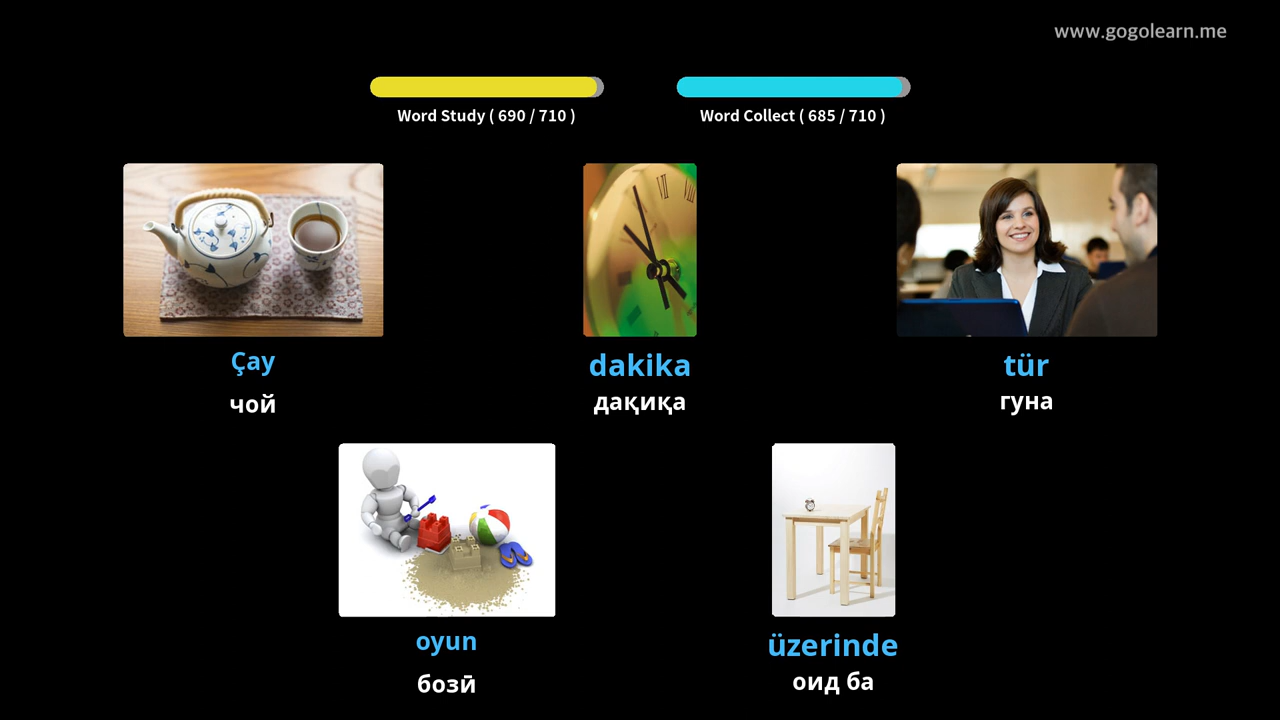 www.gogolearn.me
Word Study ( 690 / 710 )
Word Collect ( 685 / 710 )
Çay
чой
dakika
дақиқа
tür
гуна
oyun
бозӣ
üzerinde
оид ба